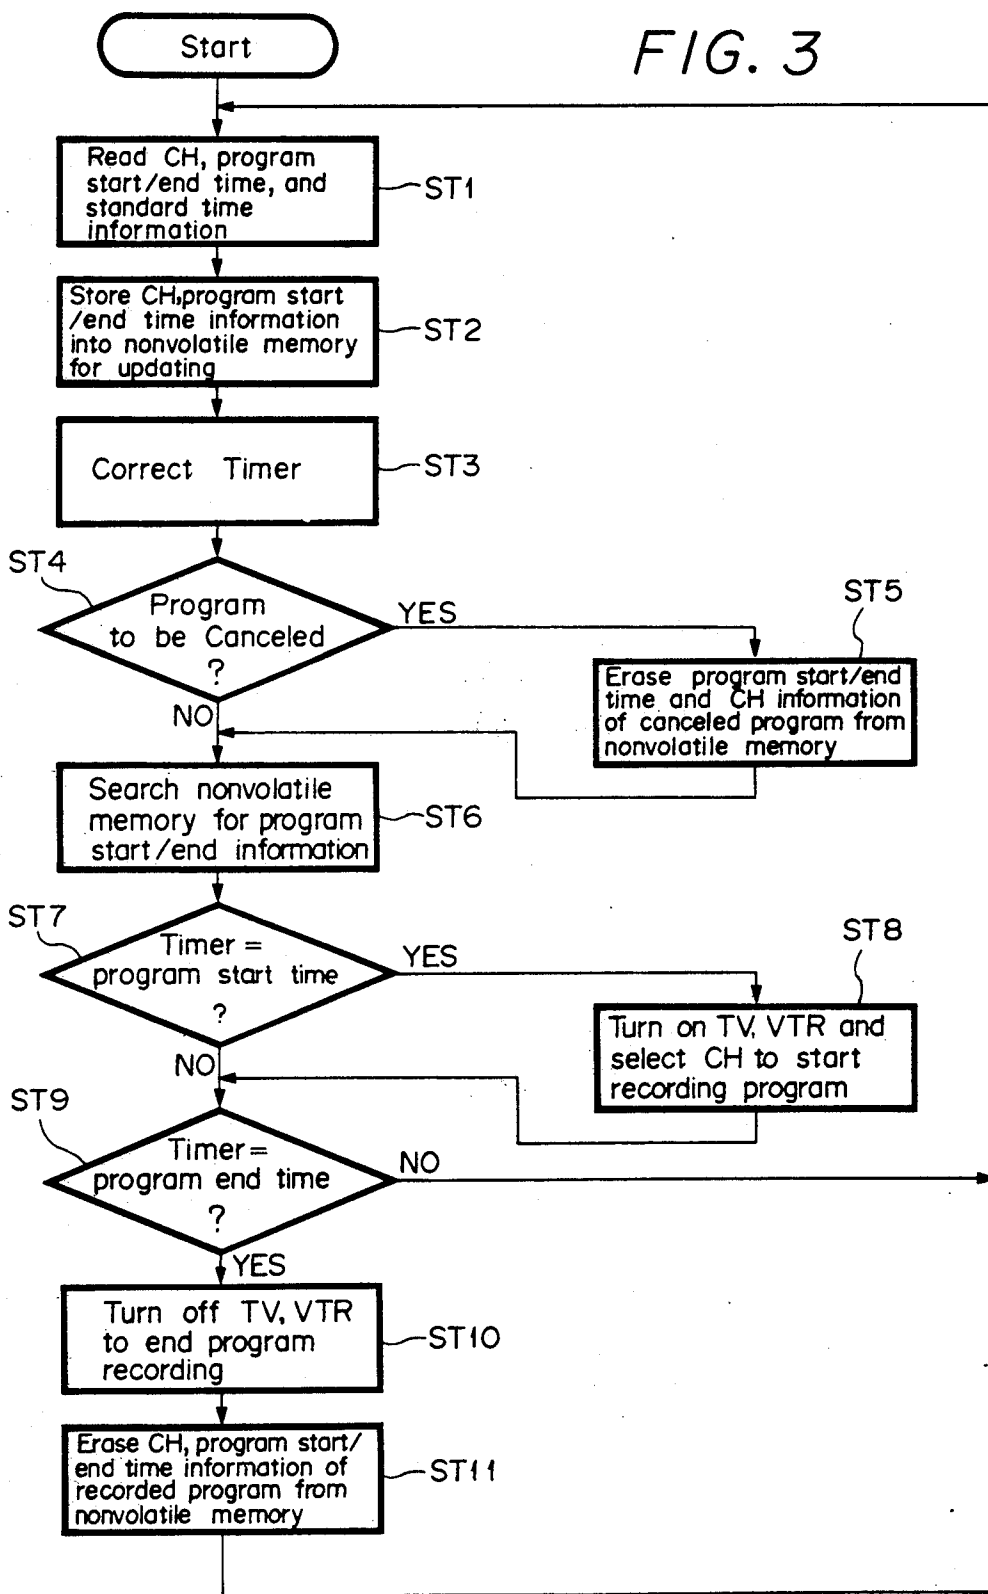 Start
FIG. 3
Read CH, program
start/end time, and
standard time
information
ST1
Store CH,program start
/end time information
into nonvolatile memory
for updating
ST2
Correct Timer
ST3
ST4
Program
to be Canceled
?
YES
NO
ST5
Erase program start/end
time and CH information
of canceled program from
nonvolatile memory
Search nonvolatile
memory for program
start/end information
ST6
ST7
Timer =
program start time
?
YES
NO
ST8
Turn on TV, VTR and
select CH to start
recording program
ST9
Timer =
program end time
?
NO
YES
Turn off TV, VTR
to end program
recording
ST10
Erase CH, program start/
end time information of
recorded program from
nonvolatile memory
ST11